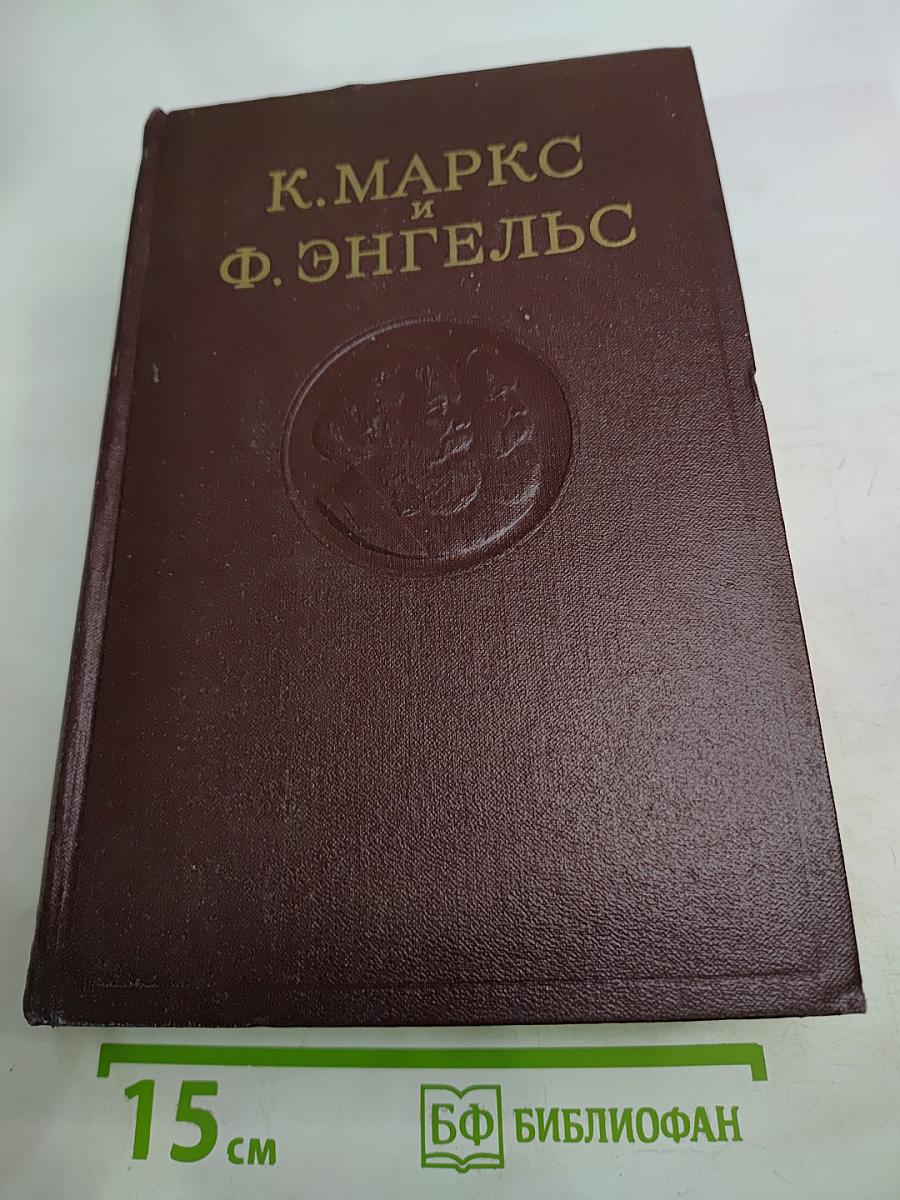 К. МАРКС
и
Ф. ЭНГЕЛЬС
15 см
БФ БИБЛИОФАН